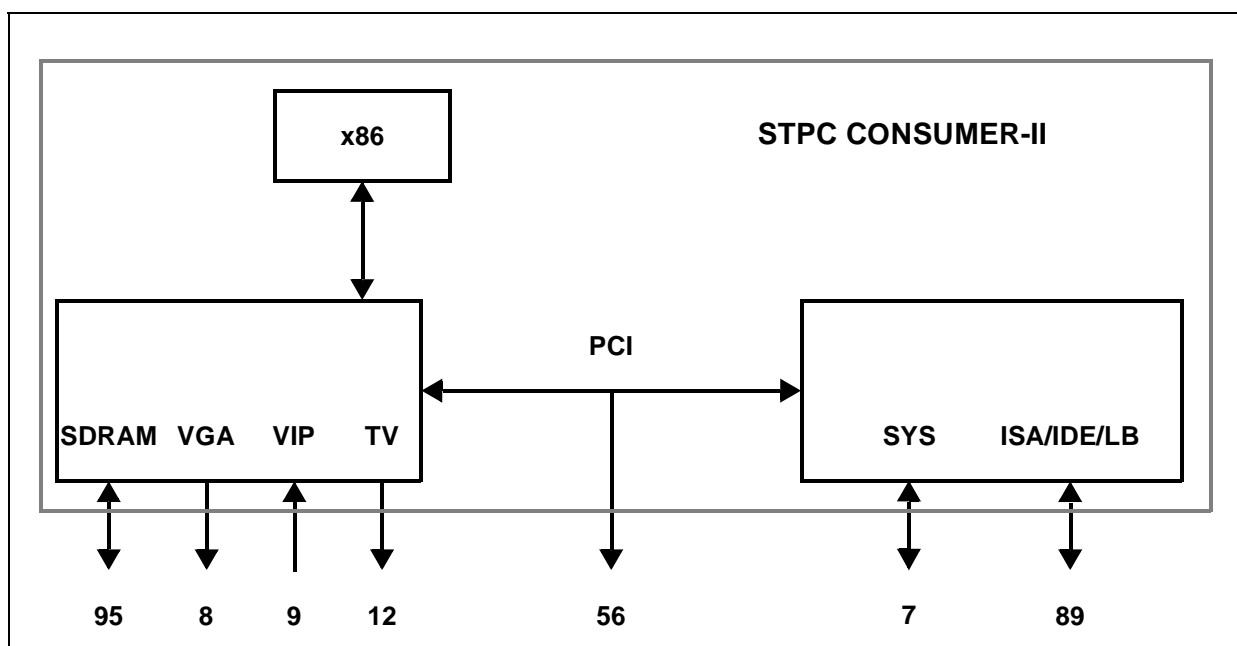 x86
STPC CONSUMER-II
PCI
SDRAM VGA VIP TV
SYS ISA/IDE/LB
95 8 9 12 56 7 89